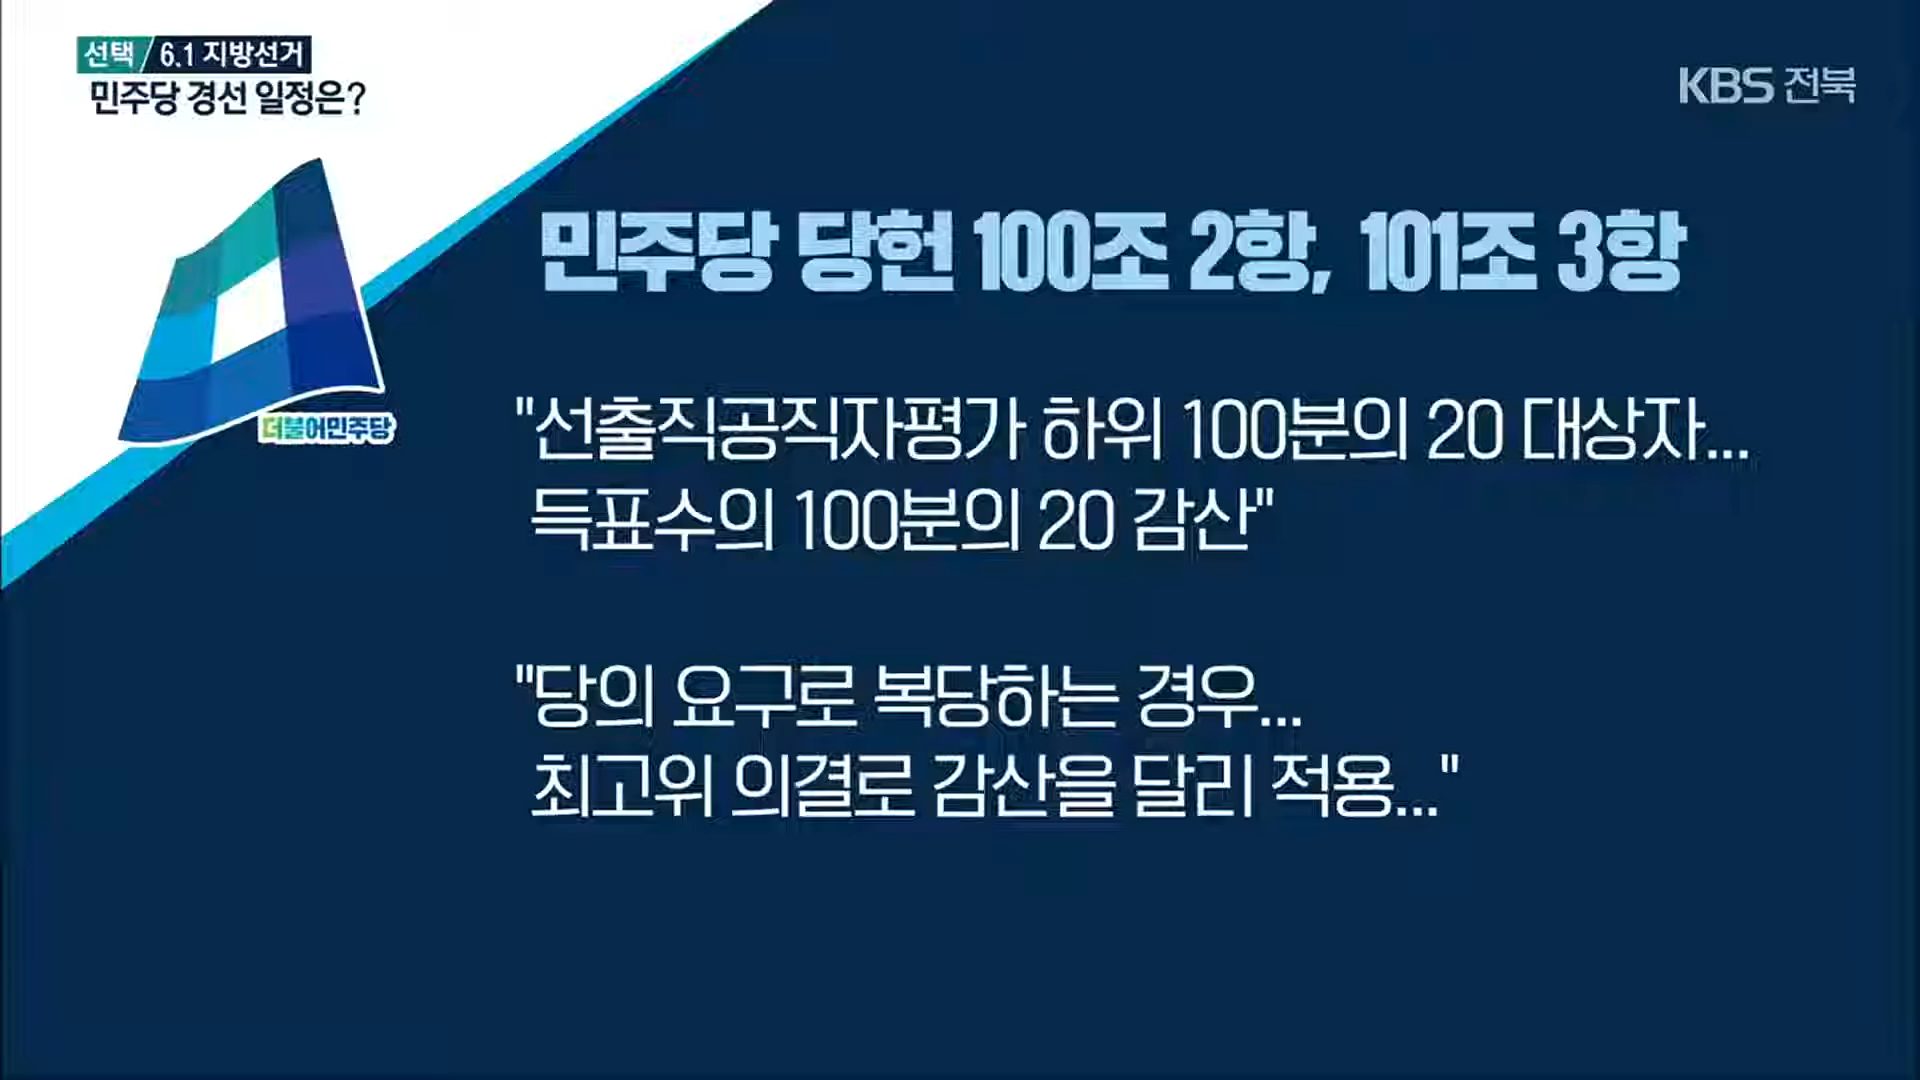 선택 6.1 지방선거
민주당 경선 일정은?
KBS 전북
더불어민주당
민주당 당헌 100조 2항, 101조 3항
"선출직공직자평가 하위 100분의 20 대상자...
득표수의 100분의 20 감산"
"당의 요구로 복당하는 경우...
최고위 의결로 감산을 달리 적용..."